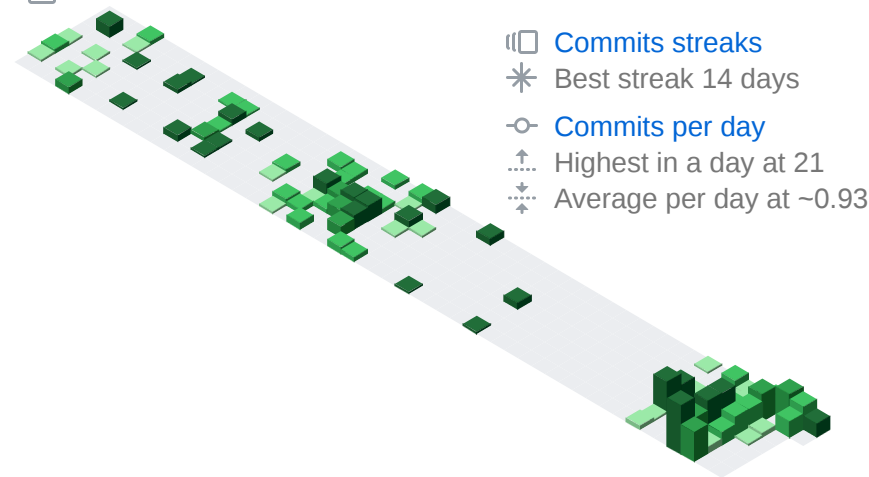 Commits streaks
Best streak 14 days
Commits per day
Highest in a day at 21
Average per day at ~0.93